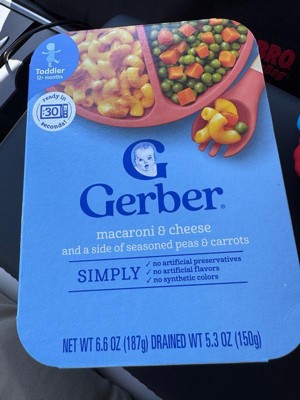 Toddler
12+ months
ready in
:30
seconds!
G
Gerber®
macaroni & cheese
and a side of seasoned peas & carrots
SIMPLY
✓ no artificial preservatives
✓ no artificial flavors
✓ no synthetic colors
NET WT 6.6 OZ (187g) DRAINED WT 5.3 OZ (150g)